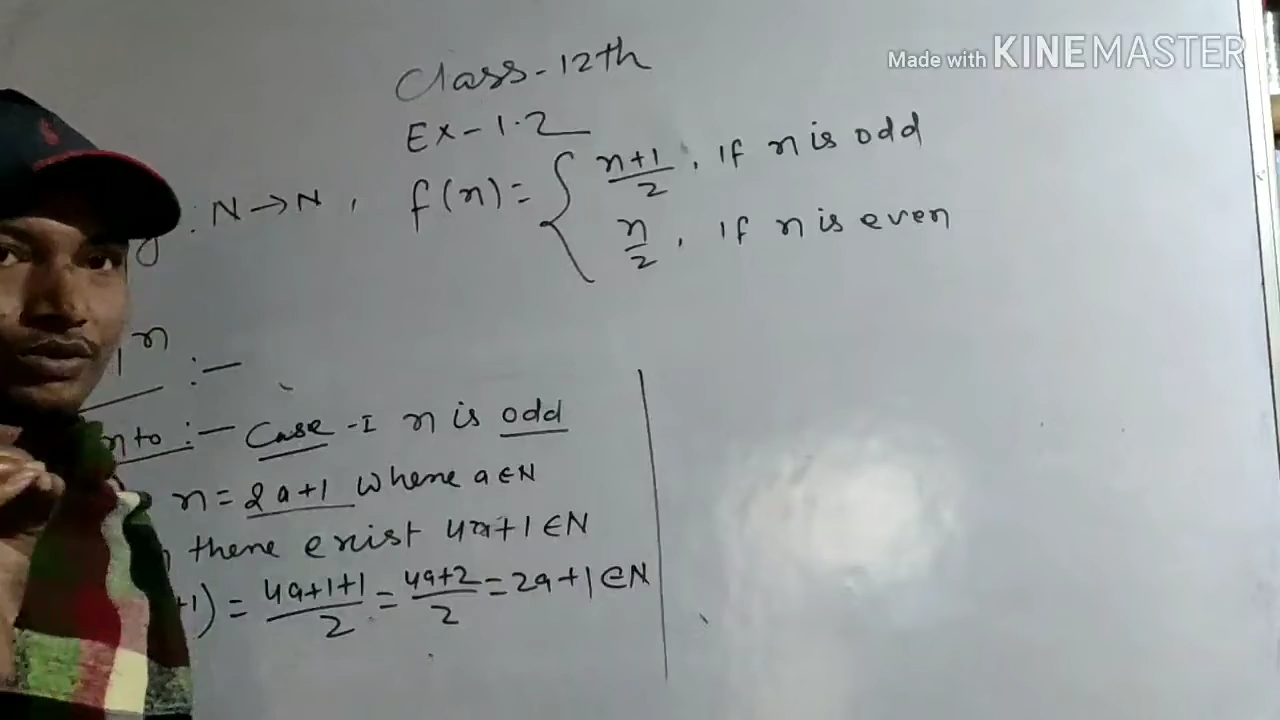 Made with KINEMASTER
Class-12th
Ex-1.2
: N→N, f(n)= { n+1/2, if n is odd
n/2, if n is even
n :-
nto :- Case-I n is odd
n = 2a+1 where a∈N
there exist 4a+1∈N
+1) = 4a+1+1/2 = 4a+2/2 = 2a+1∈N